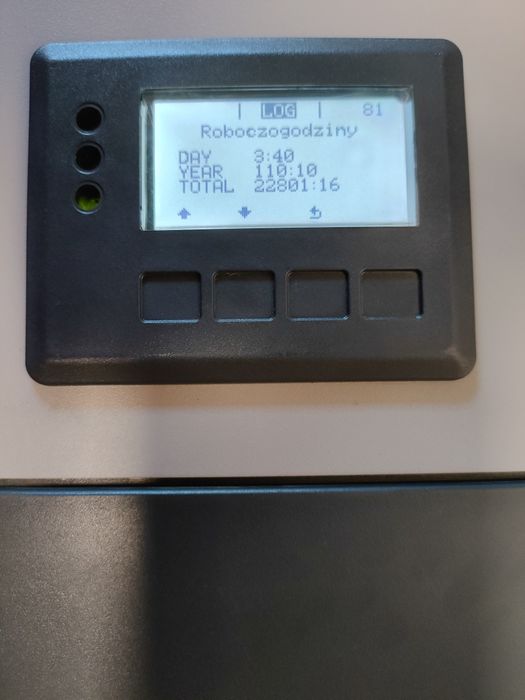 | LOG | 81
Roboczogodziny
DAY 3:40
YEAR 110:10
TOTAL 22801:16